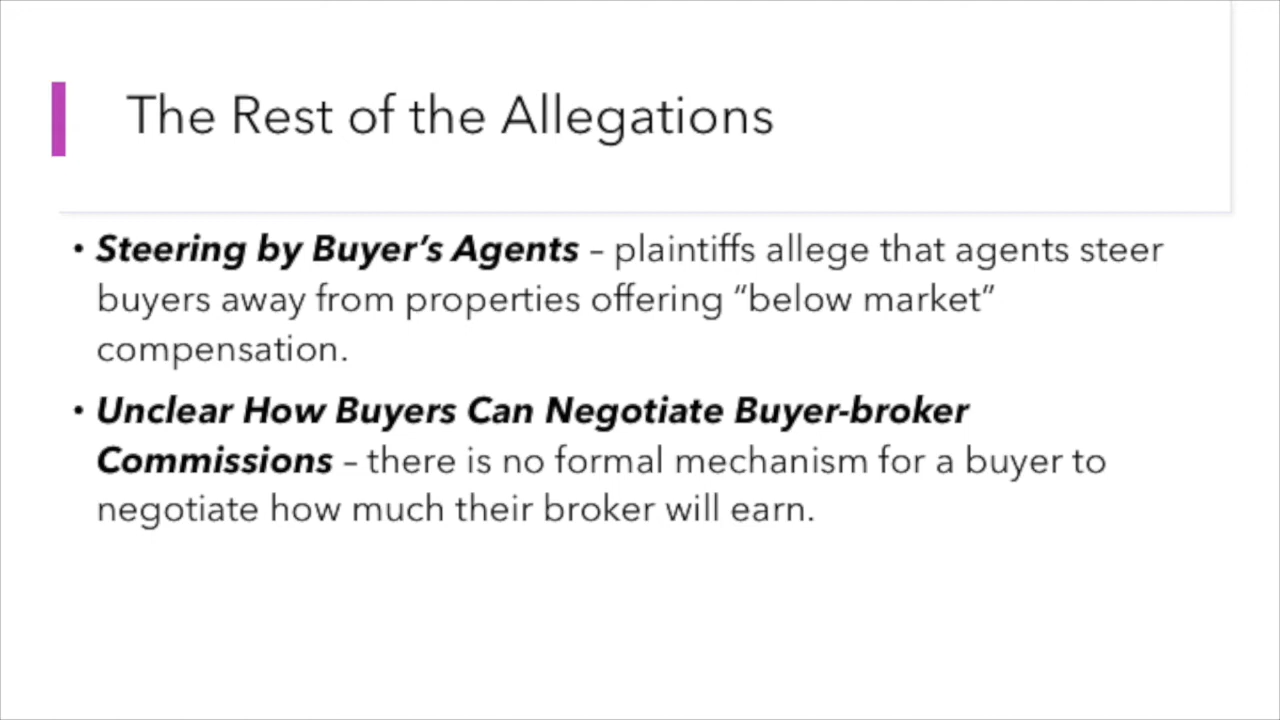 The Rest of the Allegations
• Steering by Buyer’s Agents – plaintiffs allege that agents steer
buyers away from properties offering “below market”
compensation.
• Unclear How Buyers Can Negotiate Buyer-broker
Commissions – there is no formal mechanism for a buyer to
negotiate how much their broker will earn.